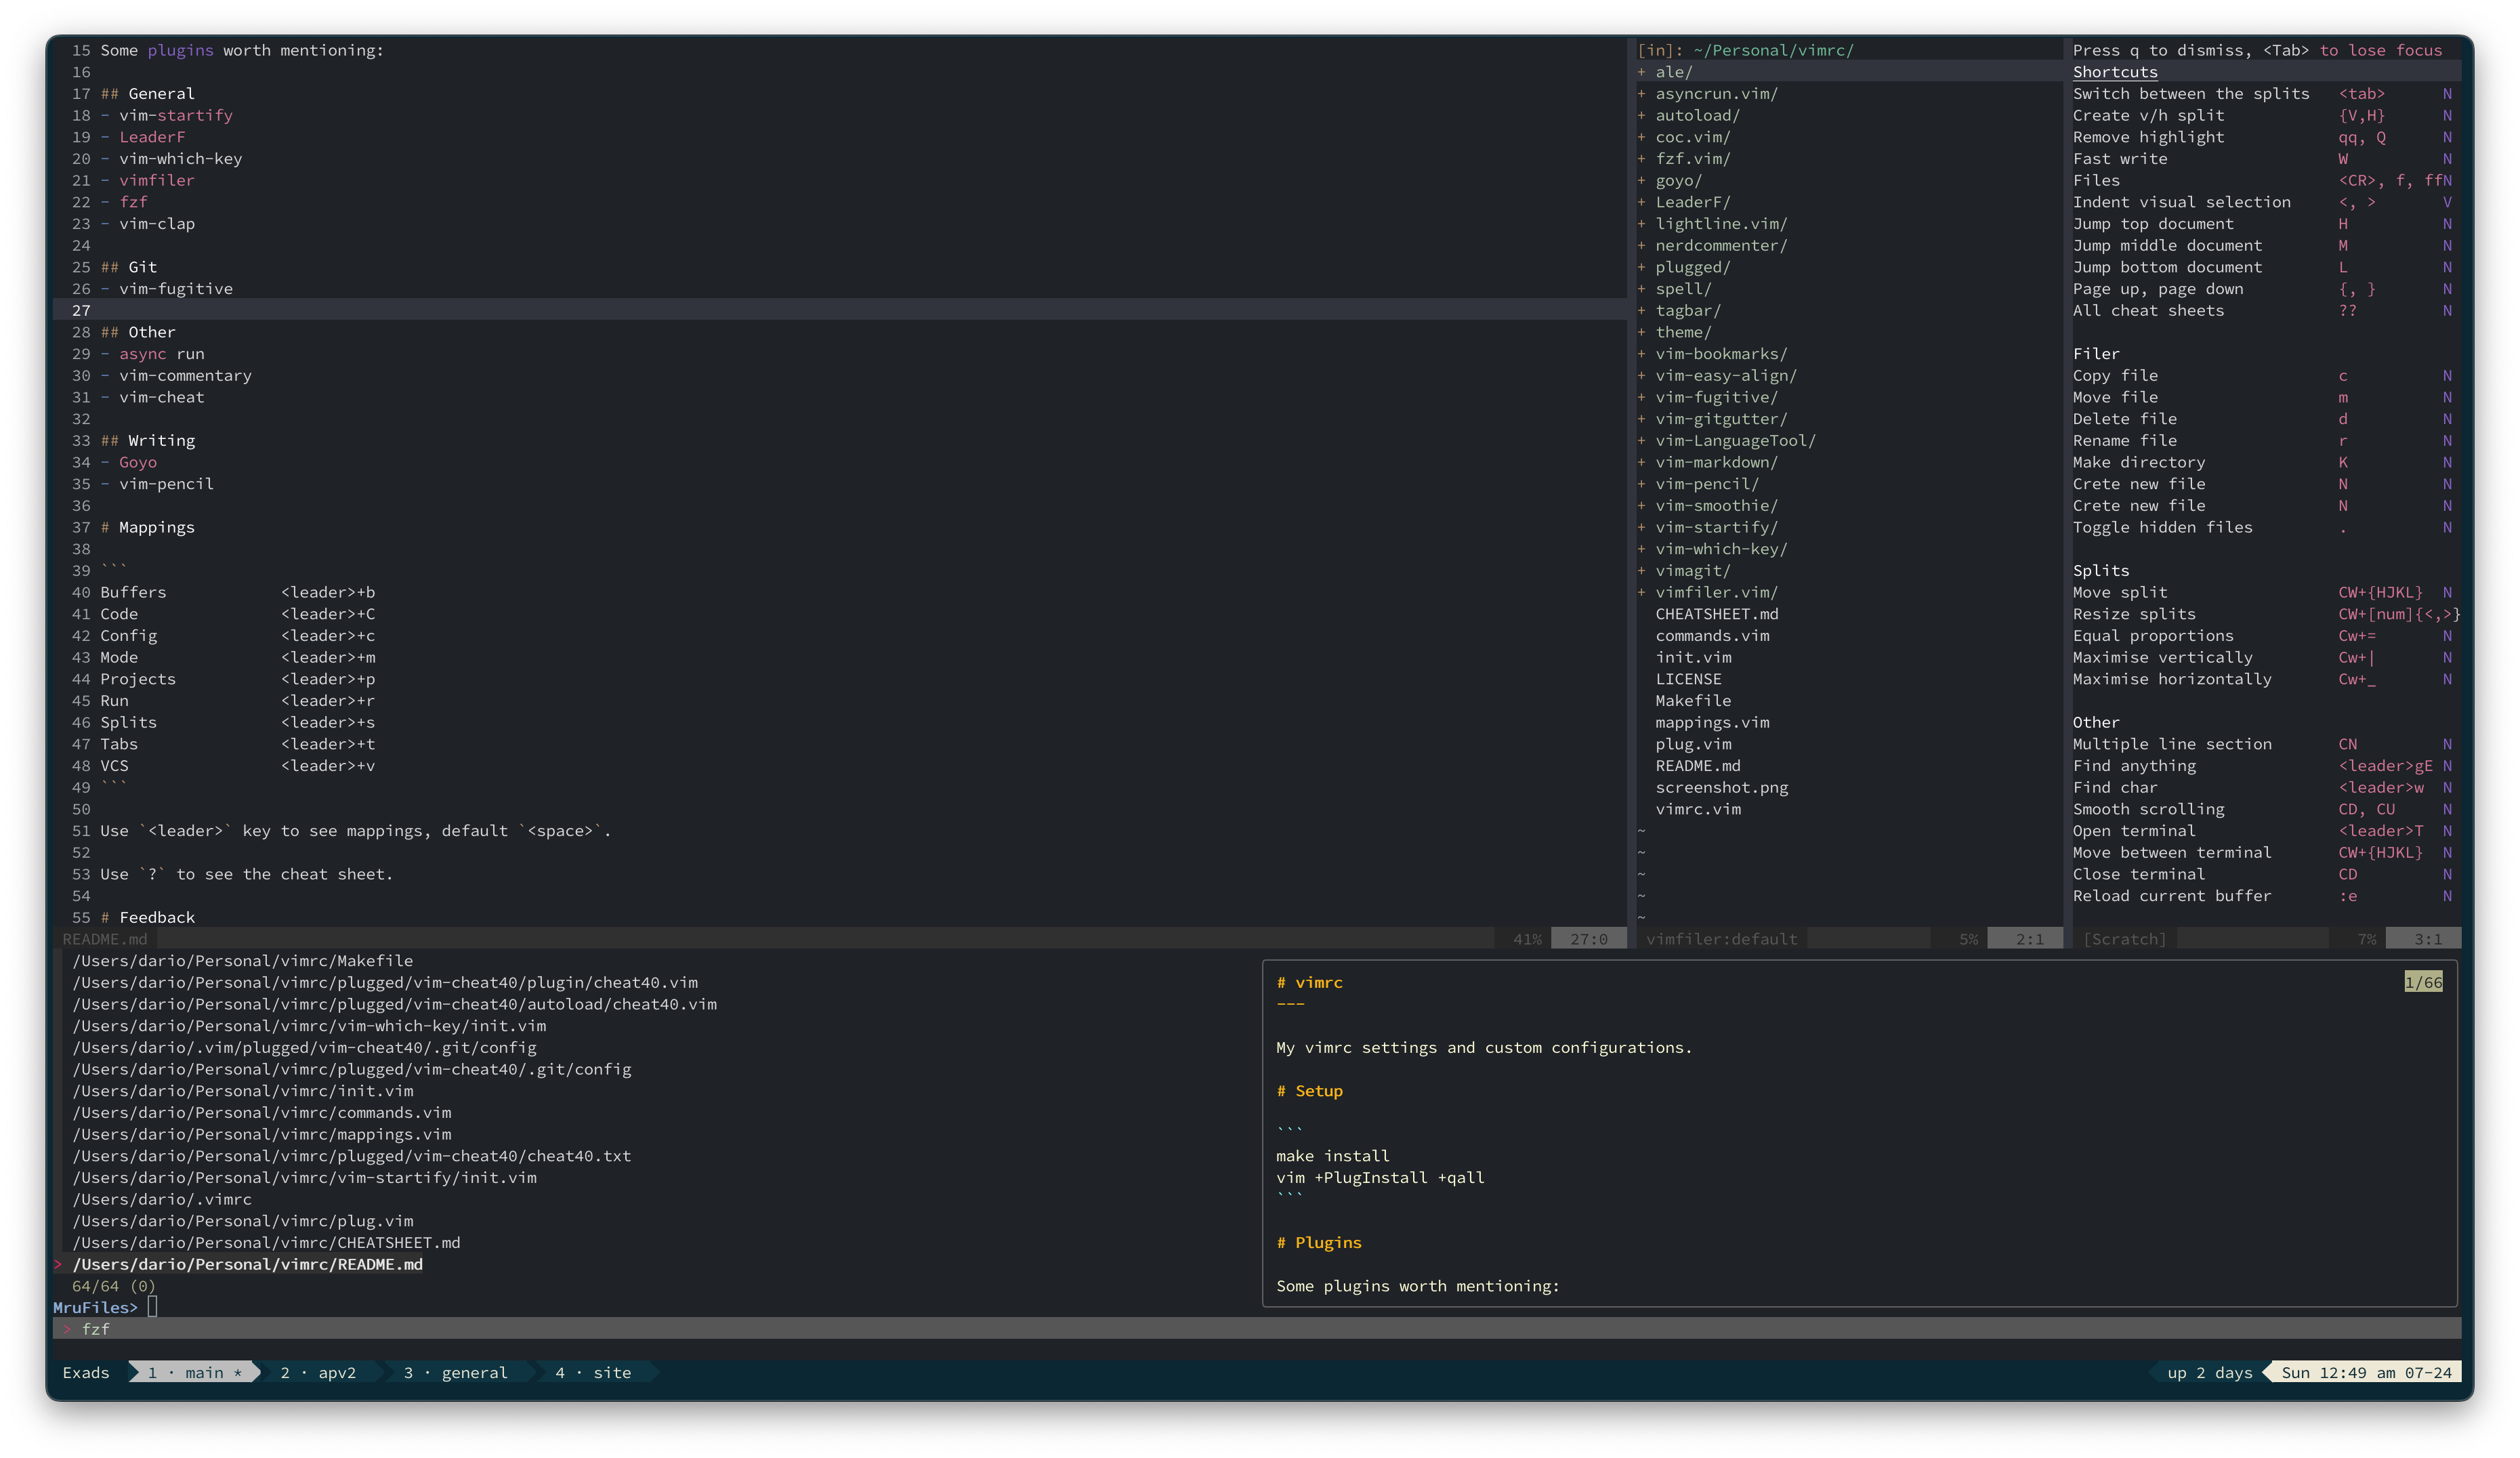 15 Some plugins worth mentioning:
16
17 ## General
18 - vim-startify
19 - LeaderF
20 - vim-which-key
21 - vimfiler
22 - fzf
23 - vim-clap
24
25 ## Git
26 - vim-fugitive
27
28 ## Other
29 - async run
30 - vim-commentary
31 - vim-cheat
32
33 ## Writing
34 - Goyo
35 - vim-pencil
36
37 # Mappings
38
39 ```
40 Buffers <leader>+b
41 Code <leader>+C
42 Config <leader>+c
43 Mode <leader>+m
44 Projects <leader>+p
45 Run <leader>+r
46 Splits <leader>+s
47 Tabs <leader>+t
48 VCS <leader>+v
49 ```
50
51 Use `<leader>` key to see mappings, default `<space>`.
52
53 Use `?` to see the cheat sheet.
54
55 # Feedback
README.md 41% 27:0
[in]: ~/Personal/vimrc/
+ ale/
+ asyncrun.vim/
+ autoload/
+ coc.vim/
+ fzf.vim/
+ goyo/
+ LeaderF/
+ lightline.vim/
+ nerdcommenter/
+ plugged/
+ spell/
+ tagbar/
+ theme/
+ vim-bookmarks/
+ vim-easy-align/
+ vim-fugitive/
+ vim-gitgutter/
+ vim-LanguageTool/
+ vim-markdown/
+ vim-pencil/
+ vim-smoothie/
+ vim-startify/
+ vim-which-key/
+ vimagit/
+ vimfiler.vim/
CHEATSHEET.md
commands.vim
init.vim
LICENSE
Makefile
mappings.vim
plug.vim
README.md
screenshot.png
vimrc.vim
~
~
~
~
~
vimfiler:default 5% 2:1
Press q to dismiss, <Tab> to lose focus
Shortcuts
Switch between the splits <tab> N
Create v/h split {V,H} N
Remove highlight qq, Q N
Fast write W N
Files <CR>, f, ffN
Indent visual selection <, > V
Jump top document H N
Jump middle document M N
Jump bottom document L N
Page up, page down {, } N
All cheat sheets ?? N
Filer
Copy file c N
Move file m N
Delete file d N
Rename file r N
Make directory K N
Crete new file N N
Crete new file N N
Toggle hidden files . N
Splits
Move split CW+{HJKL} N
Resize splits CW+[num]{<,>}
Equal proportions Cw+= N
Maximise vertically Cw+| N
Maximise horizontally Cw+_ N
Other
Multiple line section CN N
Find anything <leader>gE N
Find char <leader>w N
Smooth scrolling CD, CU N
Open terminal <leader>T N
Move between terminal CW+{HJKL} N
Close terminal CD N
Reload current buffer :e N
[Scratch] 7% 3:1
/Users/dario/Personal/vimrc/Makefile
/Users/dario/Personal/vimrc/plugged/vim-cheat40/plugin/cheat40.vim
/Users/dario/Personal/vimrc/plugged/vim-cheat40/autoload/cheat40.vim
/Users/dario/Personal/vimrc/vim-which-key/init.vim
/Users/dario/.vim/plugged/vim-cheat40/.git/config
/Users/dario/Personal/vimrc/plugged/vim-cheat40/.git/config
/Users/dario/Personal/vimrc/init.vim
/Users/dario/Personal/vimrc/commands.vim
/Users/dario/Personal/vimrc/mappings.vim
/Users/dario/Personal/vimrc/plugged/vim-cheat40/cheat40.txt
/Users/dario/Personal/vimrc/vim-startify/init.vim
/Users/dario/.vimrc
/Users/dario/Personal/vimrc/plug.vim
/Users/dario/Personal/vimrc/CHEATSHEET.md
> /Users/dario/Personal/vimrc/README.md
64/64 (0)
MruFiles>
# vimrc 1/66
---
My vimrc settings and custom configurations.
# Setup
```
make install
vim +PlugInstall +qall
```
# Plugins
Some plugins worth mentioning:
> fzf
Exads 1 · main * 2 · apv2 3 · general 4 · site up 2 days Sun 12:49 am 07-24